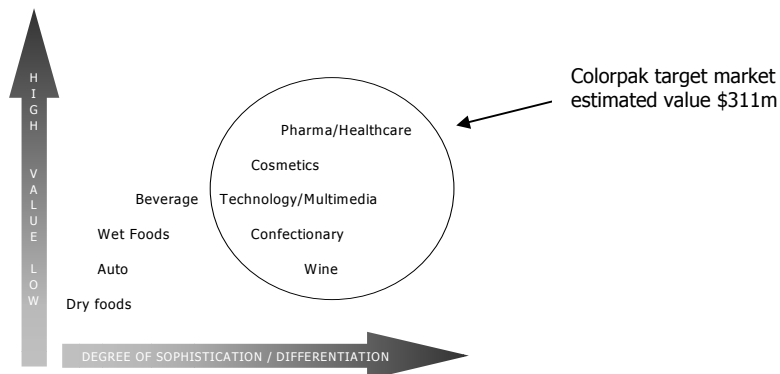 Colorpak target market
estimated value $311m
HIGH VALUE LOW
Pharma/Healthcare
Cosmetics
Beverage
Technology/Multimedia
Wet Foods
Confectionary
Auto
Wine
Dry foods
DEGREE OF SOPHISTICATION / DIFFERENTIATION